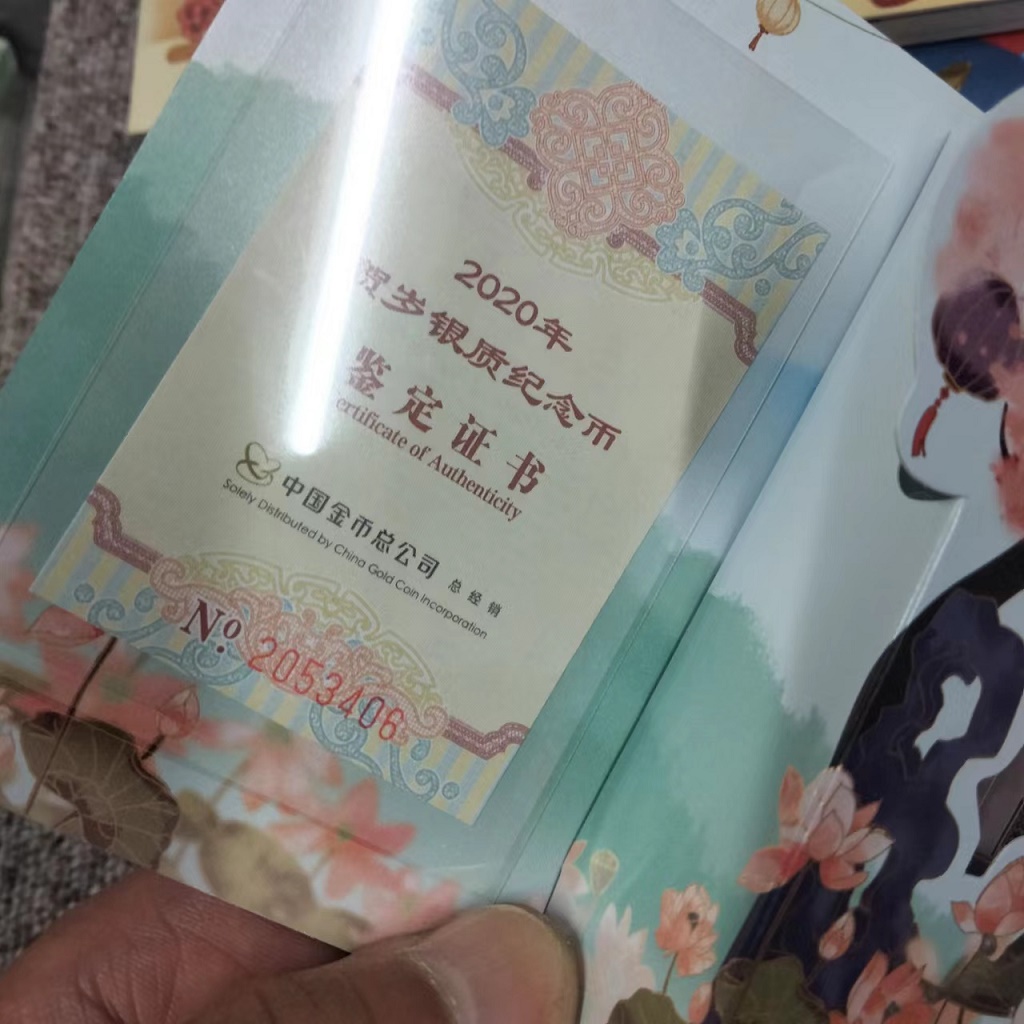 2020年
贺岁银质纪念币
鉴定证书
ertificate of Authenticity
中国金币总公司 总经销
Solely Distributed by China Gold Coin Incorporation
Nº 2053406